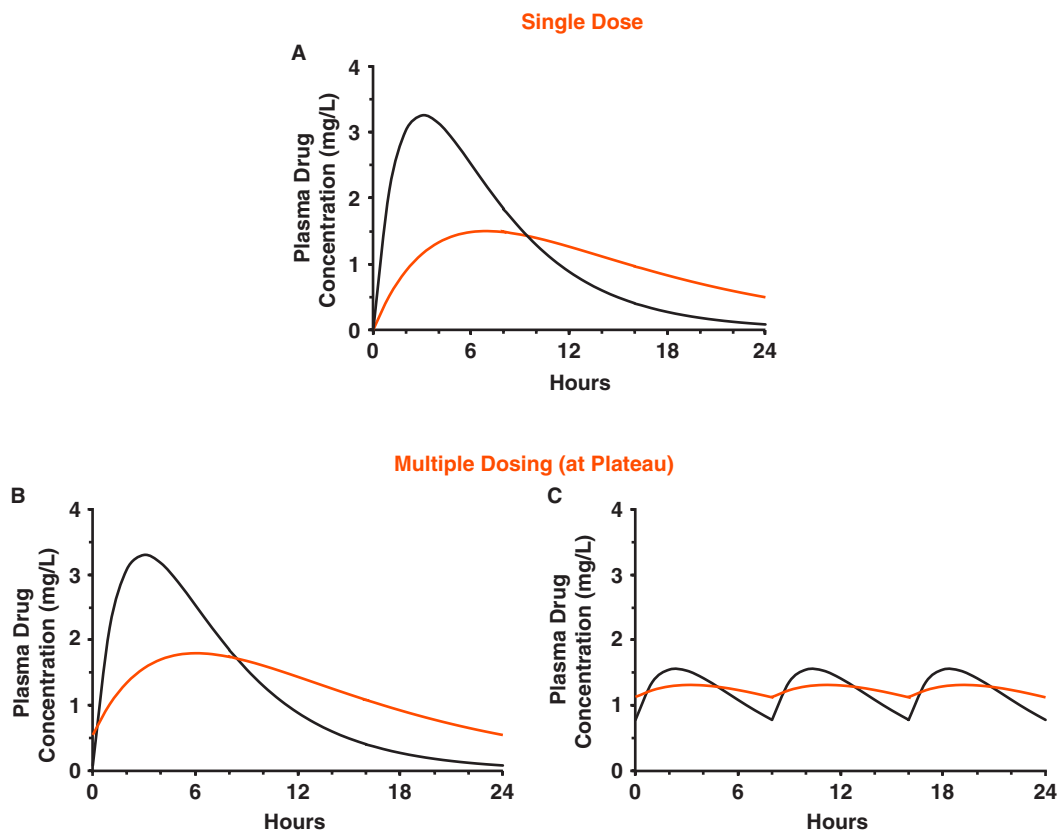 Single Dose
A
Plasma Drug
Concentration (mg/L)
4
3
2
1
0
0 6 12 18 24
Hours
Multiple Dosing (at Plateau)
B
Plasma Drug
Concentration (mg/L)
4
3
2
1
0
0 6 12 18 24
Hours
C
Plasma Drug
Concentration (mg/L)
4
3
2
1
0
0 6 12 18 24
Hours